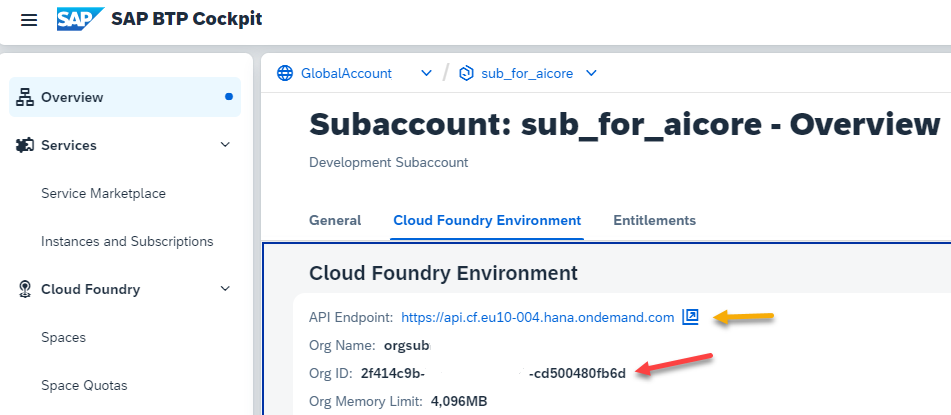 SAP SAP BTP Cockpit
Overview
Services
Service Marketplace
Instances and Subscriptions
Cloud Foundry
Spaces
Space Quotas
GlobalAccount / sub_for_aicore
Subaccount: sub_for_aicore - Overview
Development Subaccount
General Cloud Foundry Environment Entitlements
Cloud Foundry Environment
API Endpoint: https://api.cf.eu10-004.hana.ondemand.com
Org Name: orgsub
Org ID: 2f414c9b- -cd500480fb6d
Org Memory Limit: 4,096MB